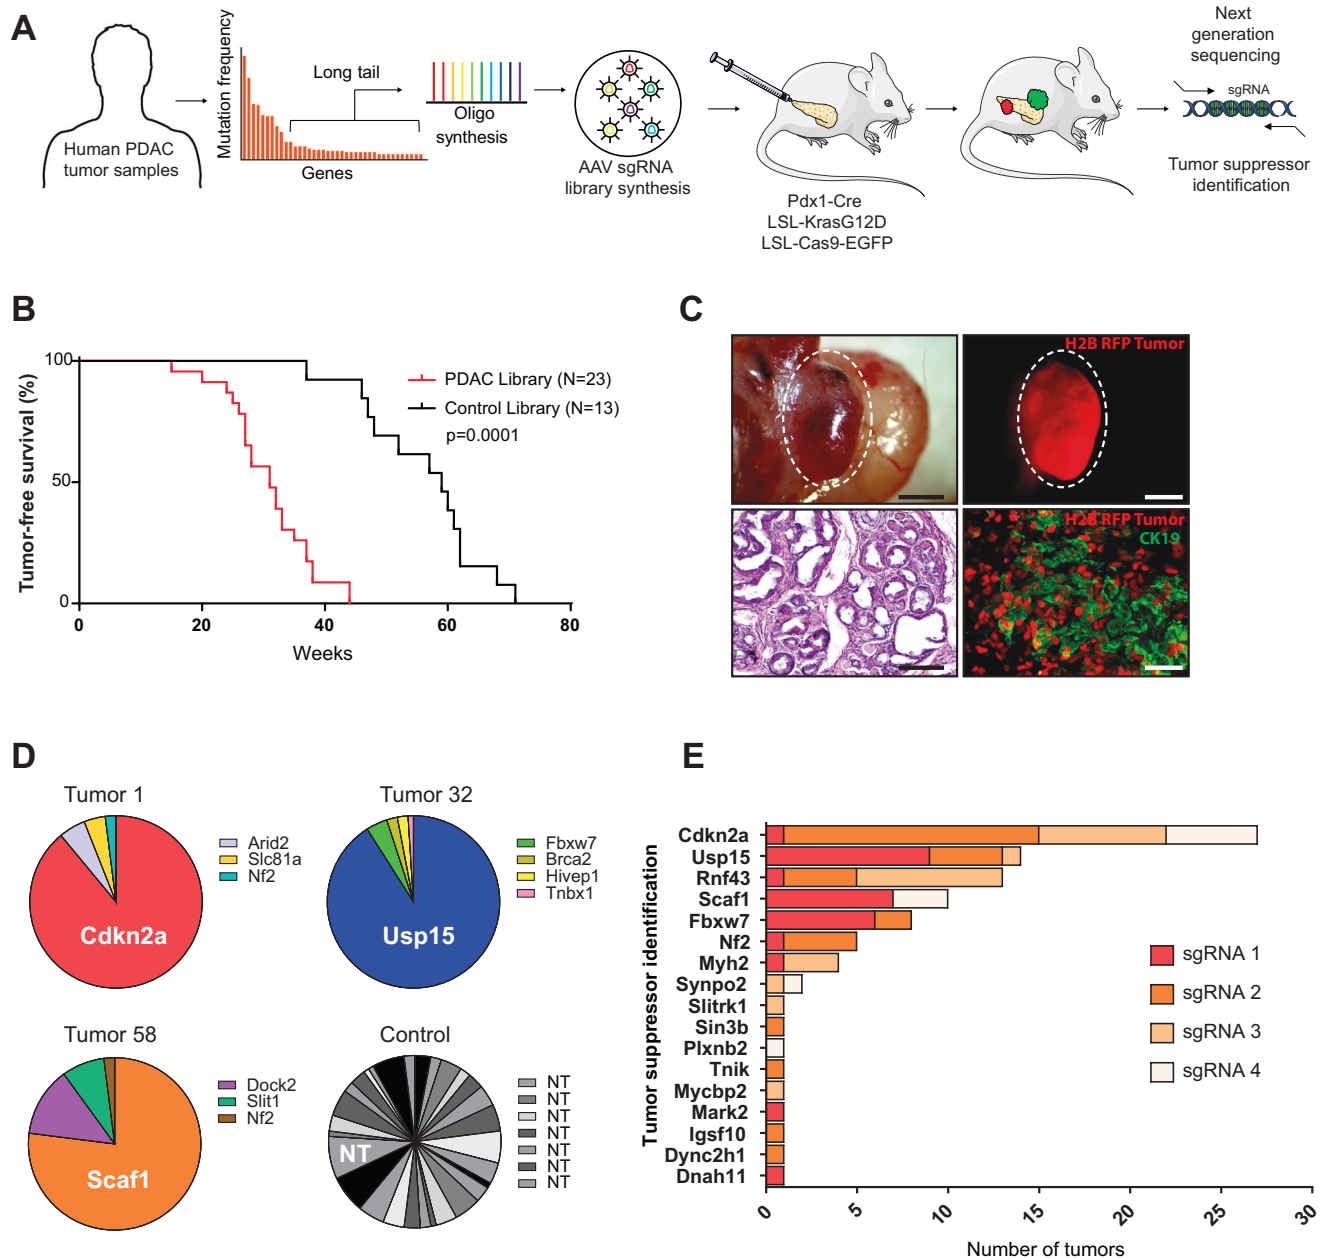 A
Human PDAC
tumor samples
Mutation frequency
Long tail
Genes
Oligo
synthesis
AAV sgRNA
library synthesis
Pdx1-Cre
LSL-KrasG12D
LSL-Cas9-EGFP
Next
generation
sequencing
sgRNA
Tumor suppressor
identification
B
Tumor-free survival (%)
100
50
0
PDAC Library (N=23)
Control Library (N=13)
p=0.0001
0 20 40 60 80
Weeks
C
H2B RFP Tumor
H2B RFP Tumor
CK19
D
Tumor 1
Cdkn2a
Arid2
Slc81a
Nf2
Tumor 32
Usp15
Fbxw7
Brca2
Hivep1
Tnbx1
Tumor 58
Scaf1
Dock2
Slit1
Nf2
Control
NT
NT
NT
NT
NT
NT
NT
NT
E
Tumor suppressor identification
Cdkn2a
Usp15
Rnf43
Scaf1
Fbxw7
Nf2
Myh2
Synpo2
Slitrk1
Sin3b
Plxnb2
Tnik
Mycbp2
Mark2
Igsf10
Dync2h1
Dnah11
sgRNA 1
sgRNA 2
sgRNA 3
sgRNA 4
0 5 10 15 20 25 30
Number of tumors